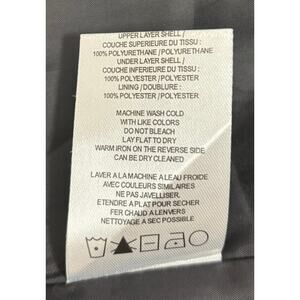 UPPER LAYER SHELL /
COUCHE SUPERIEURE DU TISSU :
100% POLYURETHANE / POLYURETHANE
UNDER LAYER SHELL /
COUCHE INFERIEURE DU TISSU :
100% POLYESTER / POLYESTER
LINING / DOUBLURE :
100% POLYESTER / POLYESTER
MACHINE WASH COLD
WITH LIKE COLORS
DO NOT BLEACH
LAY FLAT TO DRY
WARM IRON ON THE REVERSE SIDE
CAN BE DRY CLEANED
LAVER A LA MACHINE A LEAU FROIDE
AVEC COULEURS SIMILAIRES
NE PAS JAVELLISER.
ETENDRE A PLAT POUR SECHER
FER CHAUD A LENVERS
NETTOYAGE A SEC POSSIBLE